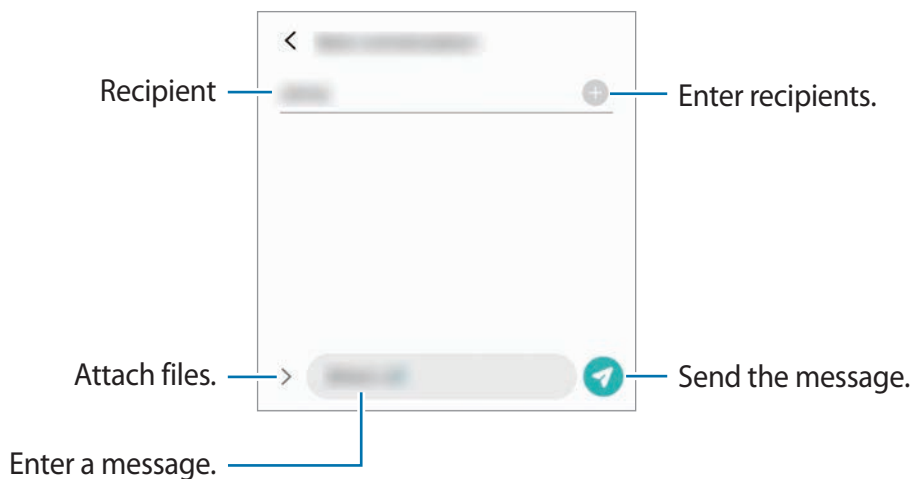 Recipient
Enter recipients.
Attach files.
Send the message.
Enter a message.